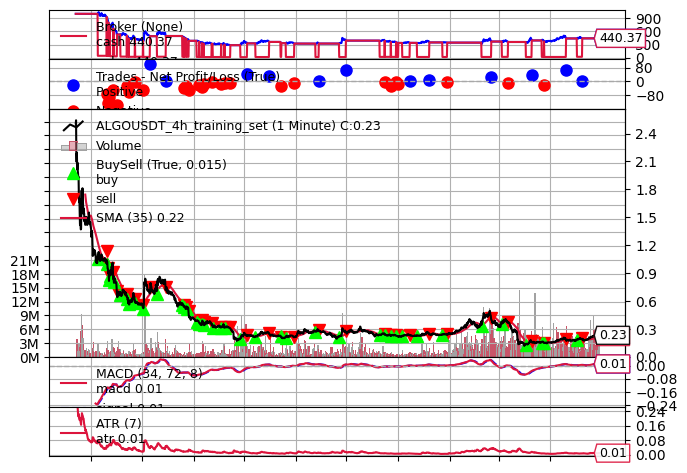 Broker (None)
cash 440.37
900
600
300
0
440.37
Trades - Net Profit/Loss (True)
Positive
Negative
80
0
−80
ALGOUSDT_4h_training_set (1 Minute) C:0.23
Volume
BuySell (True, 0.015)
buy
sell
SMA (35) 0.22
2.4
2.1
1.8
1.5
1.2
0.9
0.6
0.3
0.0
0.23
21M
18M
15M
12M
9M
6M
3M
0M
MACD (34, 72, 8)
macd 0.01
signal 0.01
0.00
−0.08
−0.16
−0.24
0.01
ATR (7)
atr 0.01
0.24
0.16
0.08
0.00
0.01